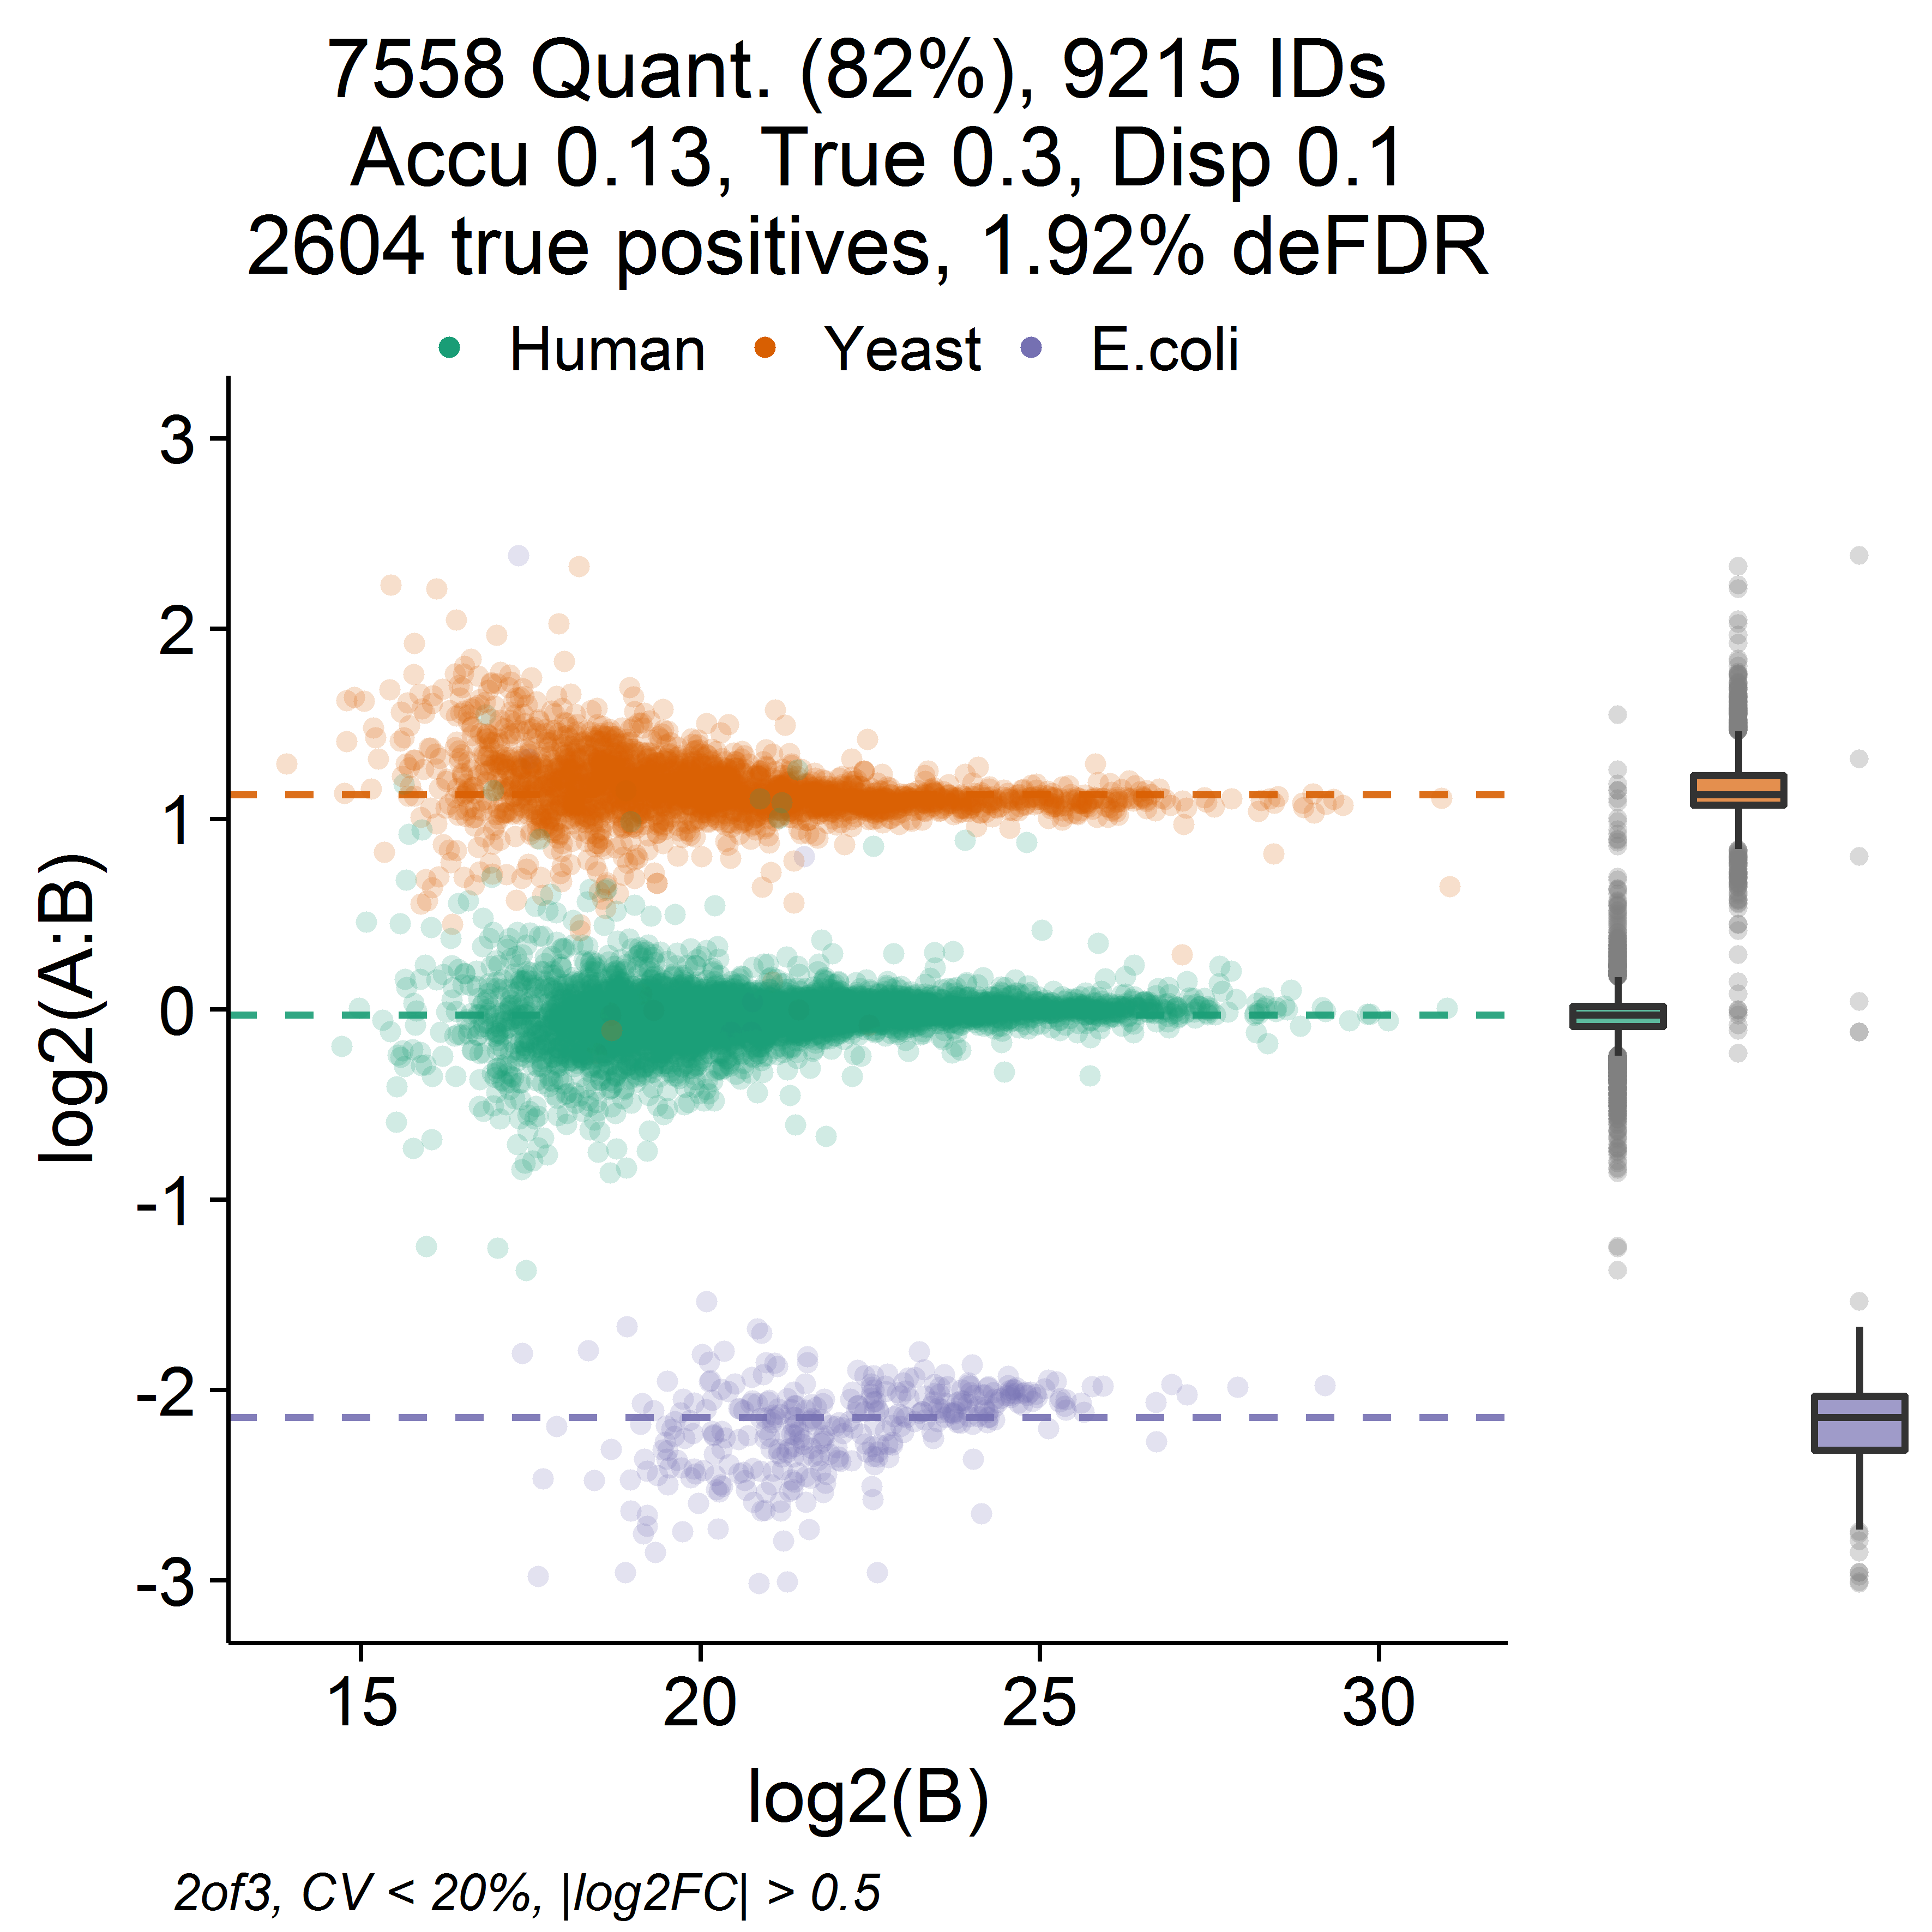 7558 Quant. (82%), 9215 IDs
Accu 0.13, True 0.3, Disp 0.1
2604 true positives, 1.92% deFDR
Human Yeast E.coli
3
2
1
0
-1
-2
-3
log2(A:B)
15 20 25 30
log2(B)
2of3, CV < 20%, |log2FC| > 0.5